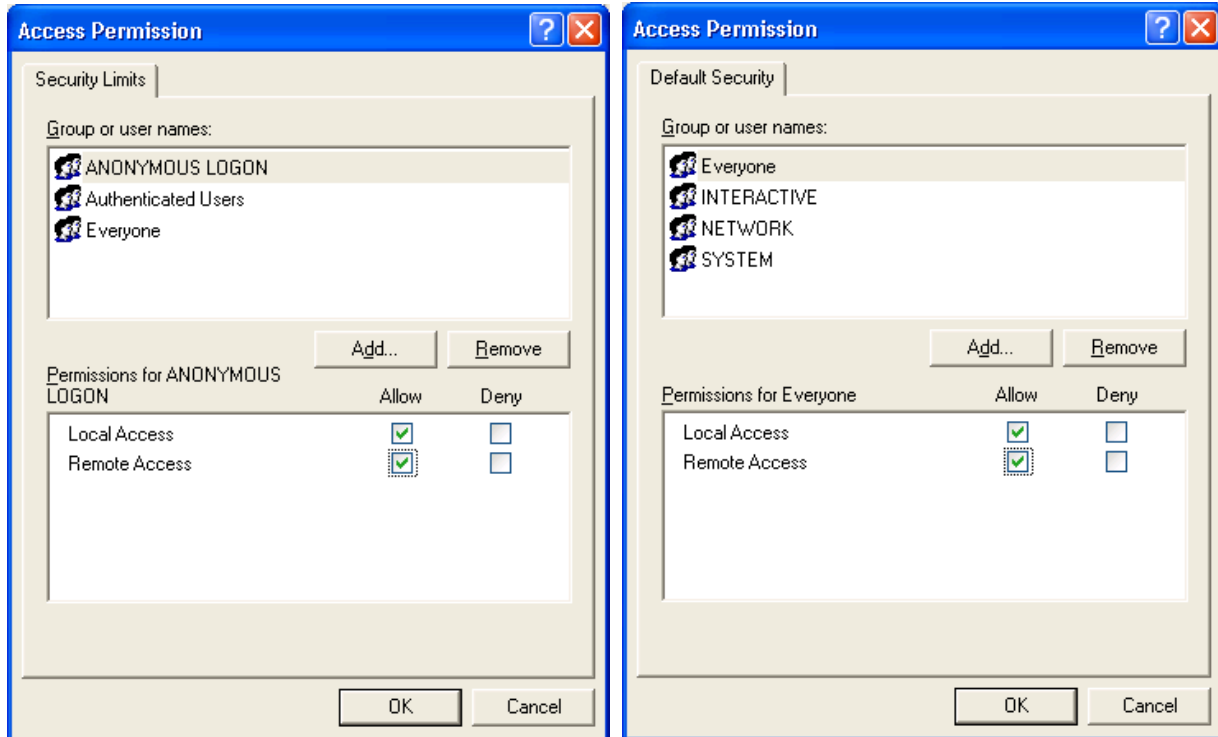 Access Permission
Security Limits
Group or user names:
ANONYMOUS LOGON
Authenticated Users
Everyone
Add... Remove
Permissions for ANONYMOUS
LOGON Allow Deny
Local Access
Remote Access
OK Cancel
Access Permission
Default Security
Group or user names:
Everyone
INTERACTIVE
NETWORK
SYSTEM
Add... Remove
Permissions for Everyone Allow Deny
Local Access
Remote Access
OK Cancel